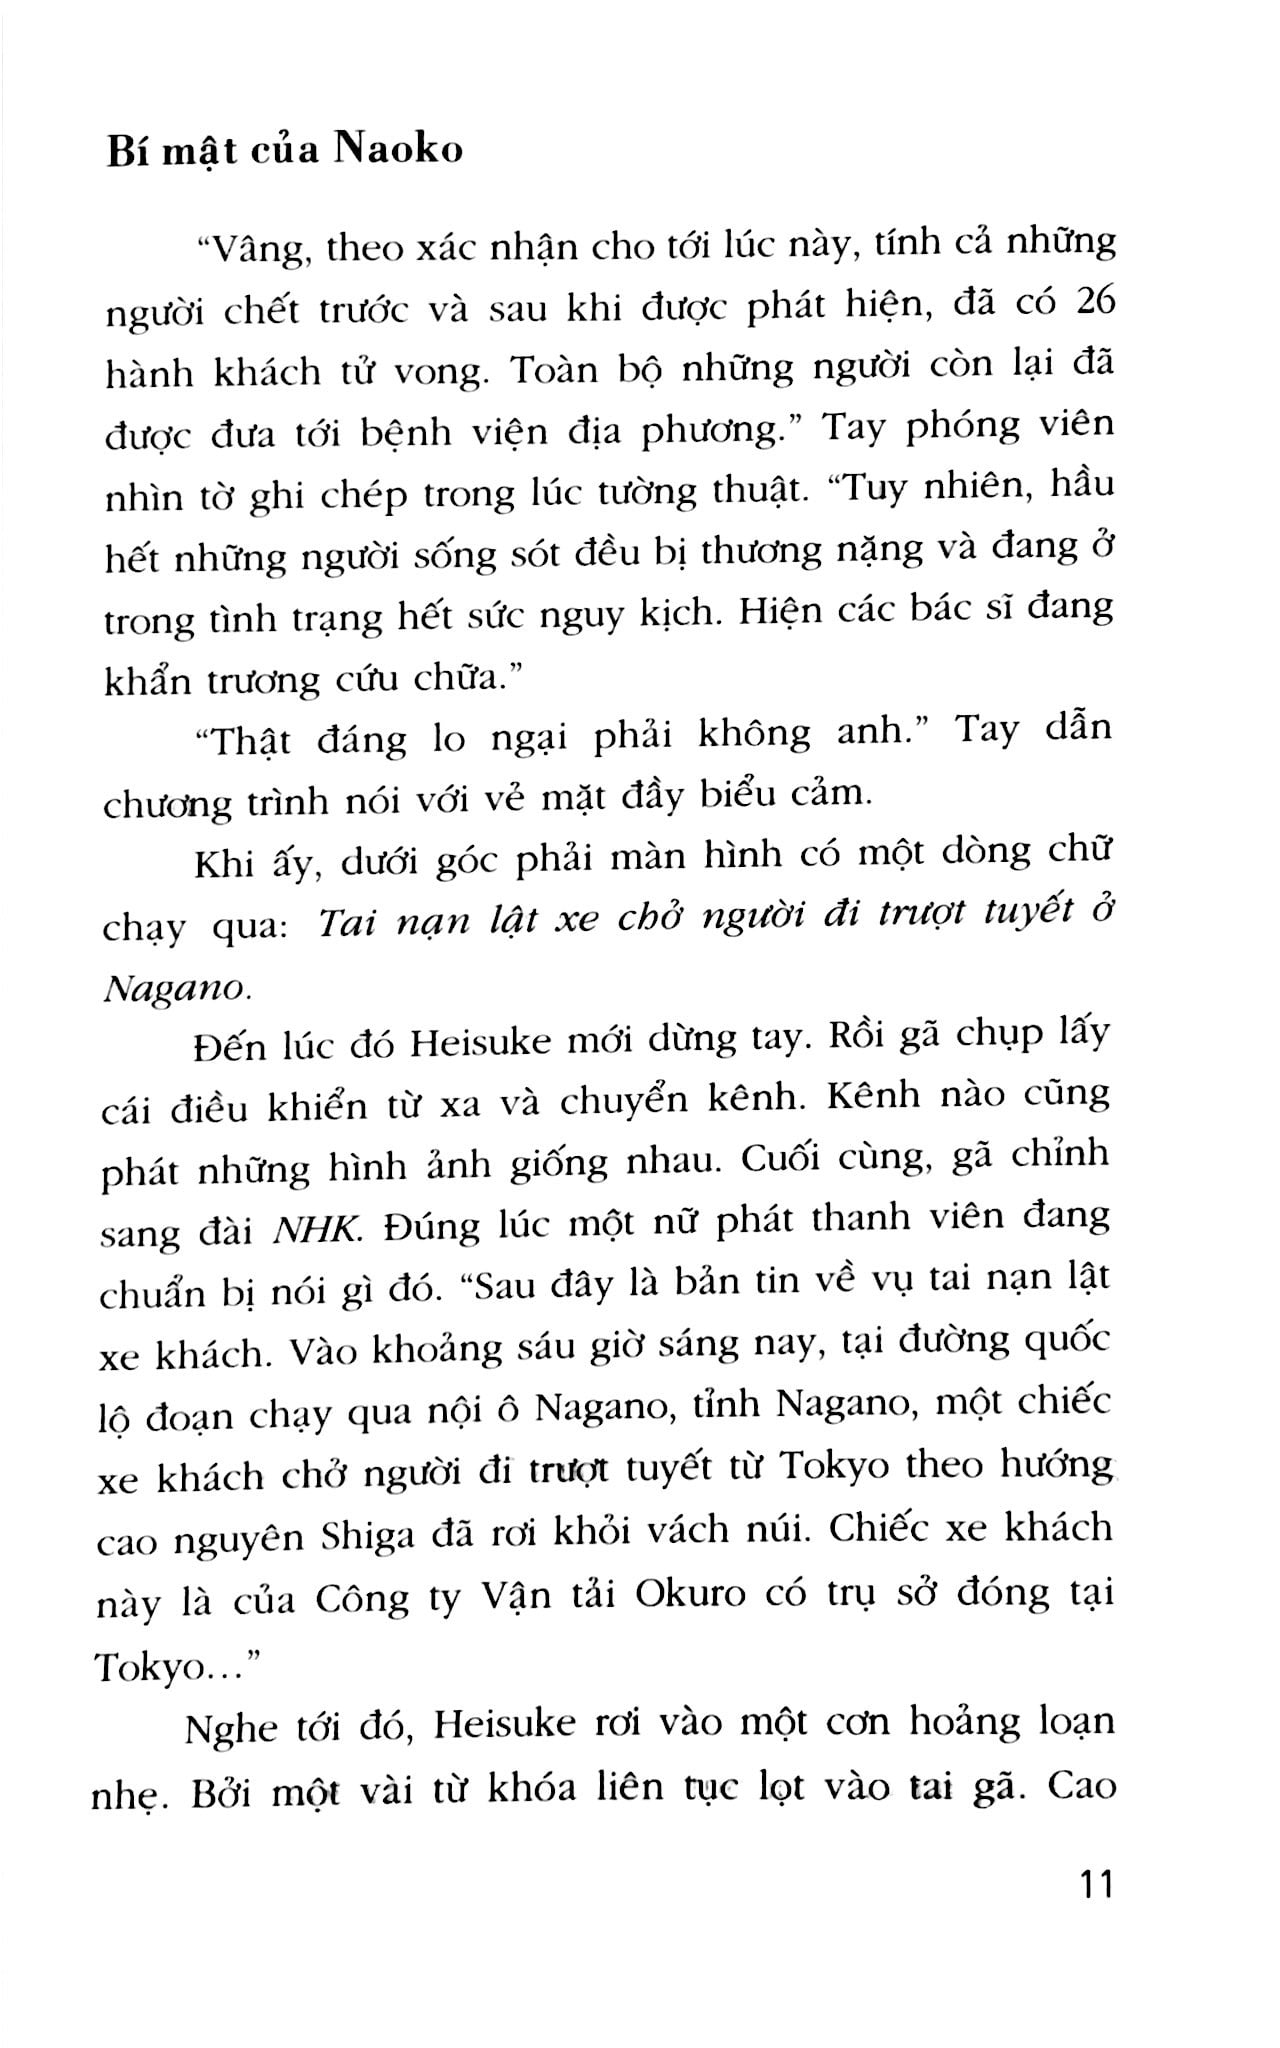 Bí mật của Naoko
“Vâng, theo xác nhận cho tới lúc này, tính cả những
người chết trước và sau khi được phát hiện, đã có 26
hành khách tử vong. Toàn bộ những người còn lại đã
được đưa tới bệnh viện địa phương.” Tay phóng viên
nhìn tờ ghi chép trong lúc tường thuật. “Tuy nhiên, hầu
hết những người sống sót đều bị thương nặng và đang ở
trong tình trạng hết sức nguy kịch. Hiện các bác sĩ đang
khẩn trương cứu chữa.”
“Thật đáng lo ngại phải không anh.” Tay dẫn
chương trình nói với vẻ mặt đầy biểu cảm.
Khi ấy, dưới góc phải màn hình có một dòng chữ
chạy qua: Tai nạn lật xe chở người đi trượt tuyết ở
Nagano.
Đến lúc đó Heisuke mới dừng tay. Rồi gã chụp lấy
cái điều khiển từ xa và chuyển kênh. Kênh nào cũng
phát những hình ảnh giống nhau. Cuối cùng, gã chỉnh
sang đài NHK. Đúng lúc một nữ phát thanh viên đang
chuẩn bị nói gì đó. “Sau đây là bản tin về vụ tai nạn lật
xe khách. Vào khoảng sáu giờ sáng nay, tại đường quốc
lộ đoạn chạy qua nội ô Nagano, tỉnh Nagano, một chiếc
xe khách chở người đi trượt tuyết từ Tokyo theo hướng
cao nguyên Shiga đã rơi khỏi vách núi. Chiếc xe khách
này là của Công ty Vận tải Okuro có trụ sở đóng tại
Tokyo...”
Nghe tới đó, Heisuke rơi vào một cơn hoảng loạn
nhẹ. Bởi một vài từ khóa liên tục lọt vào tai gã. Cao
11